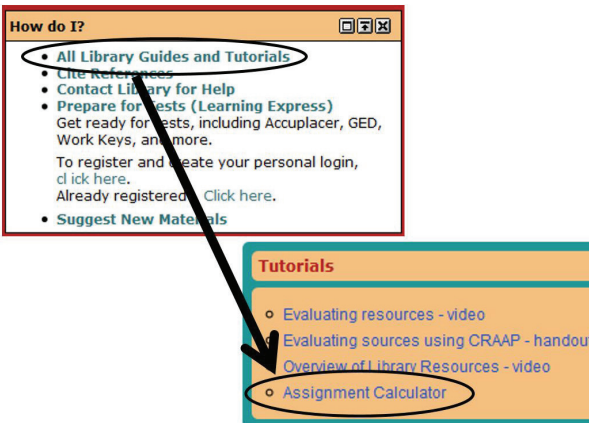 How do I?
All Library Guides and Tutorials
Cite References
Contact Library for Help
Prepare for Tests (Learning Express)
Get ready for tests, including Accuplacer, GED,
Work Keys, and more.
To register and create your personal login,
cl ick here.
Already registered? Click here.
Suggest New Materials
Tutorials
Evaluating resources - video
Evaluating sources using CRAAP - handout
Overview of Library Resources - video
Assignment Calculator